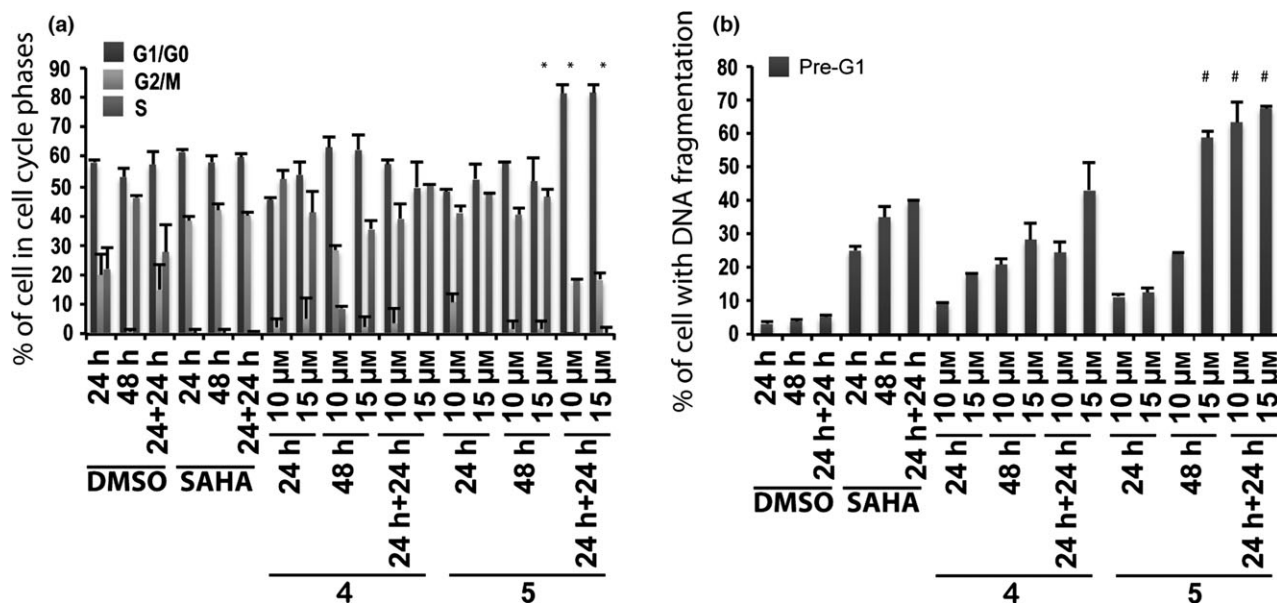 (a)
G1/G0
G2/M
S
% of cell in cell cycle phases
90
80
70
60
50
40
30
20
10
0
* * *
24 h
48 h
24+24 h
24 h
48 h
24+24 h
10 µM
15 µM
10 µM
15 µM
10 µM
15 µM
10 µM
15 µM
10 µM
15 µM
10 µM
15 µM
DMSO
SAHA
24 h
48 h
24 h+24 h
24 h
48 h
24 h+24 h
4
5
(b)
Pre-G1
% of cell with DNA fragmentation
80
70
60
50
40
30
20
10
0
# # #
24 h
48 h
24 h+24 h
24 h
48 h
24 h+24 h
10 µM
15 µM
10 µM
15 µM
10 µM
15 µM
10 µM
15 µM
10 µM
15 µM
10 µM
15 µM
DMSO
SAHA
24 h
48 h
24 h+24 h
24 h
48 h
24 h+24 h
4
5